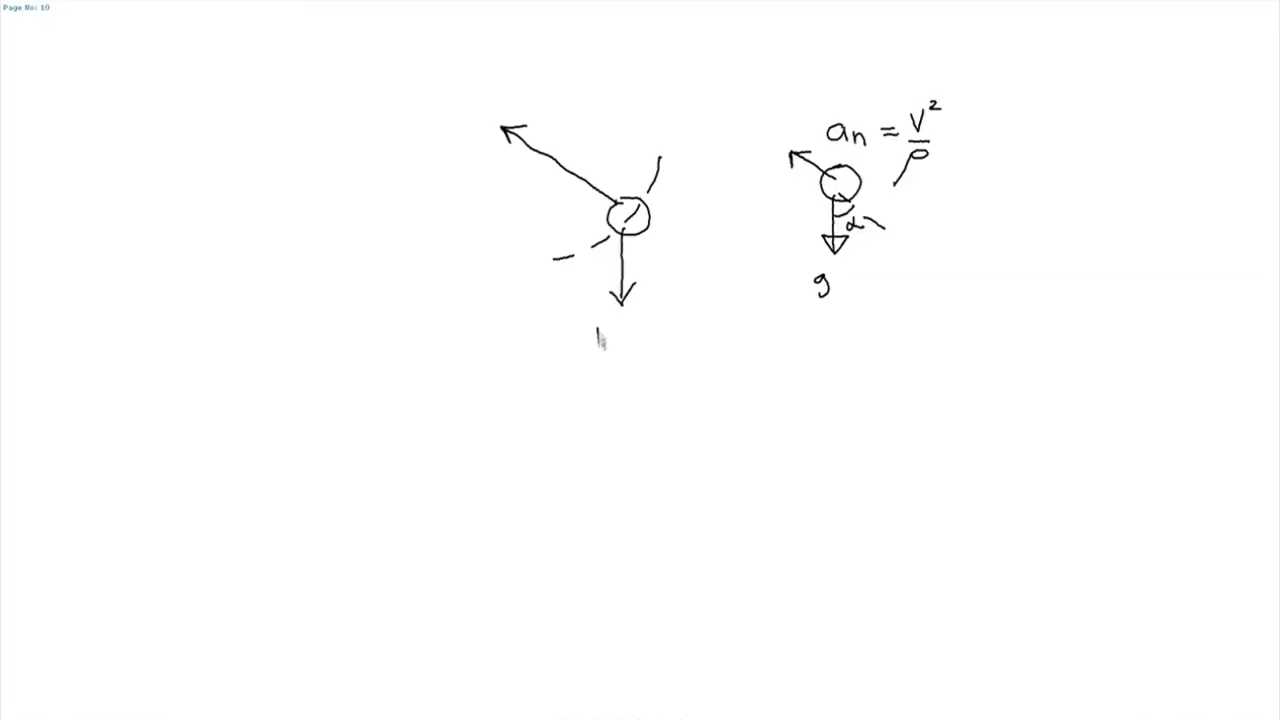 Page No: 10
an = v²/ρ
α
g